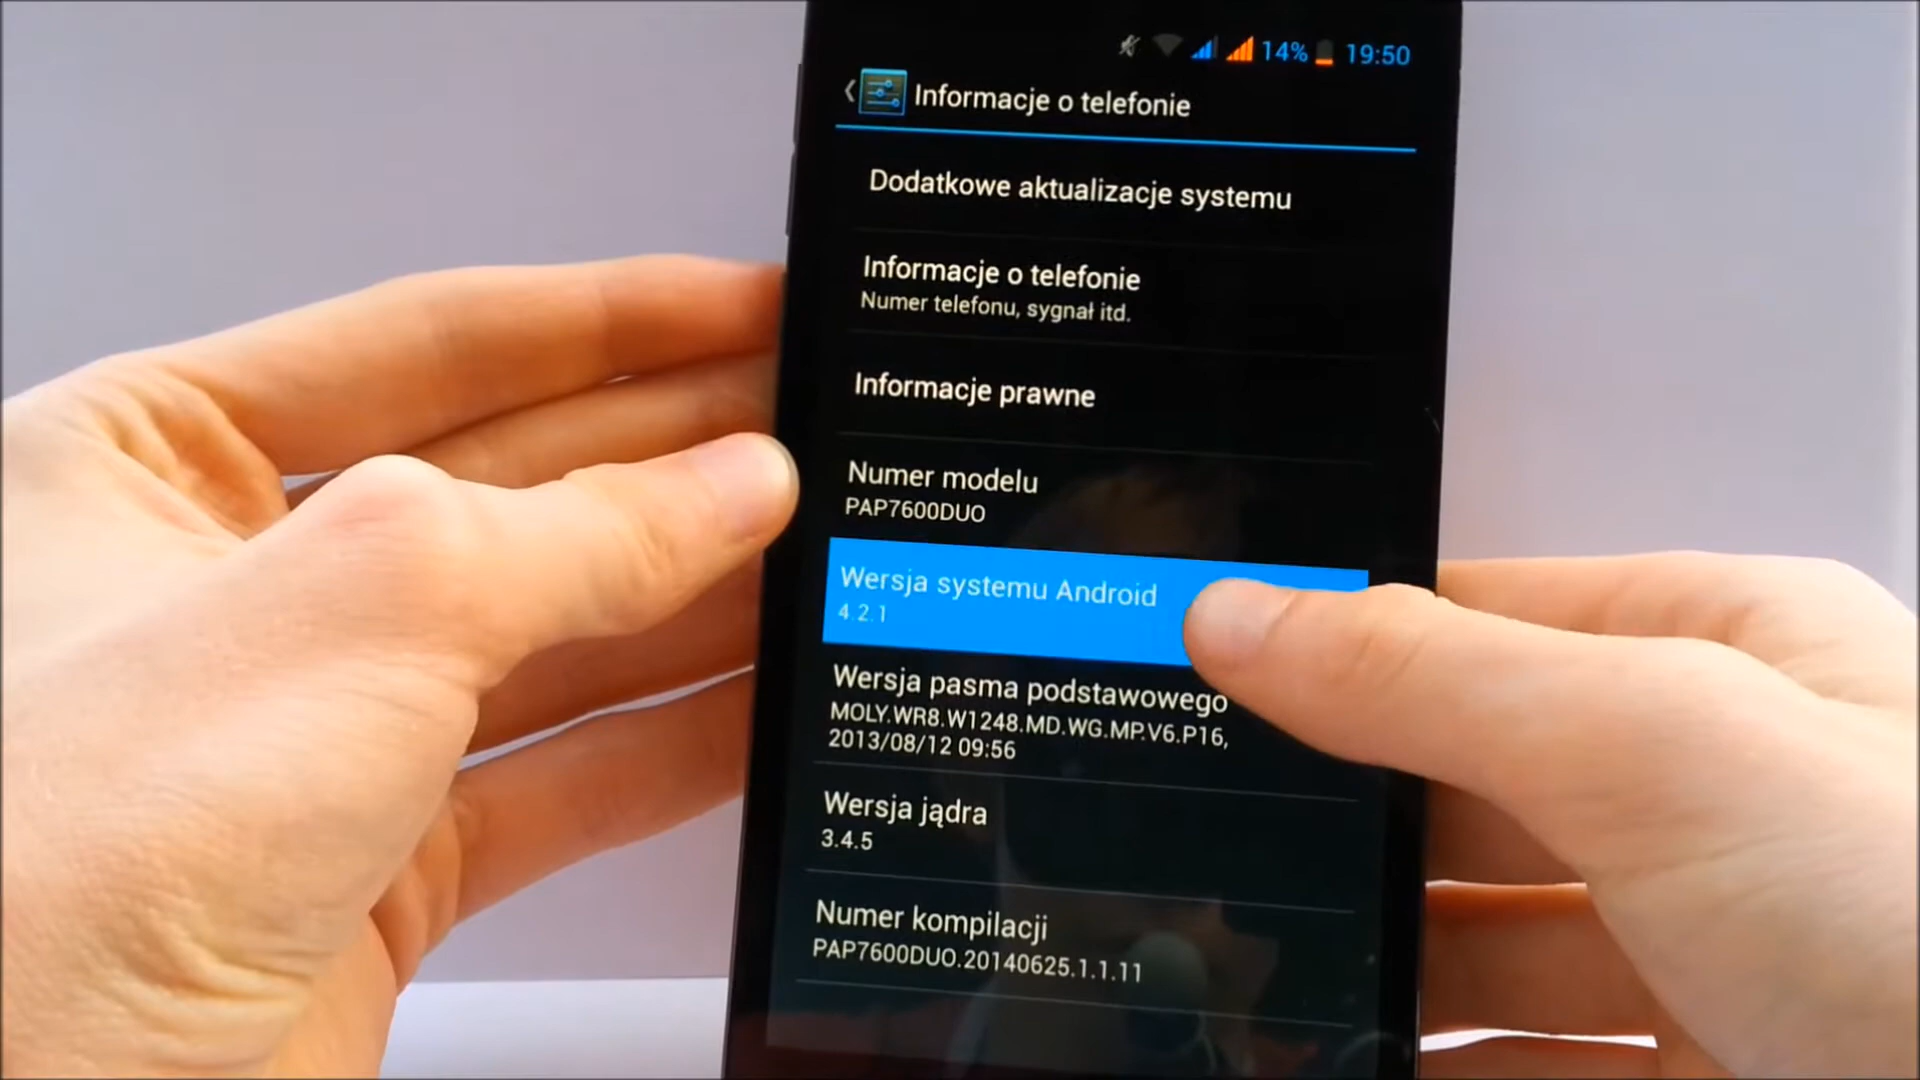 14% 19:50
Informacje o telefonie
Dodatkowe aktualizacje systemu
Informacje o telefonie
Numer telefonu, sygnał itd.
Informacje prawne
Numer modelu
PAP7600DUO
Wersja systemu Android
4.2.1
Wersja pasma podstawowego
MOLY.WR8.W1248.MD.WG.MP.V6.P16,
2013/08/12 09:56
Wersja jądra
3.4.5
Numer kompilacji
PAP7600DUO.20140625.1.1.11